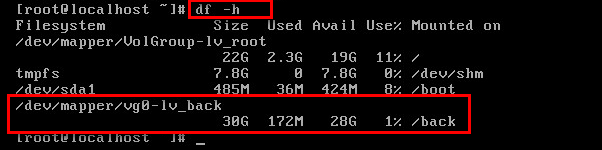 [root@localhost ~]# df -h
Filesystem Size Used Avail Use% Mounted on
/dev/mapper/VolGroup-lv_root
22G 2.3G 19G 11% /
tmpfs 7.8G 0 7.8G 0% /dev/shm
/dev/sda1 485M 36M 424M 8% /boot
/dev/mapper/vg0-lv_back
30G 172M 28G 1% /back
[root@localhost ~]# _